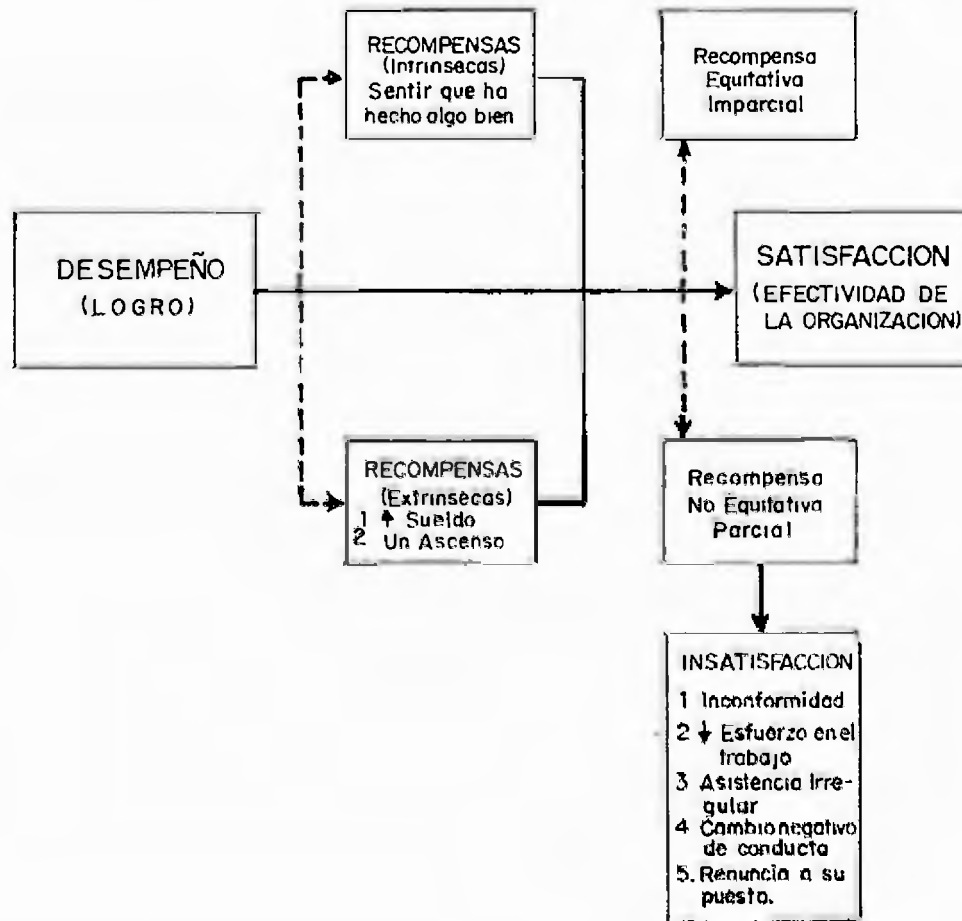 RECOMPENSAS
(Intrinsecas)
Sentir que ha
hecho algo bien
Recompensa
Equitativa
Imparcial
DESEMPEÑO
(LOGRO)
SATISFACCION
(EFECTIVIDAD DE
LA ORGANIZACION)
RECOMPENSAS
(Extrinsecas)
1 ↑ Sueldo
2 Un Ascenso
Recompensa
No Equitativa
Parcial
INSATISFACCION
1 Inconformidad
2 ↓ Esfuerzo en el
trabajo
3 Asistencia Irre-
gular
4 Cambio negativo
de conducta
5. Renuncia a su
puesto.